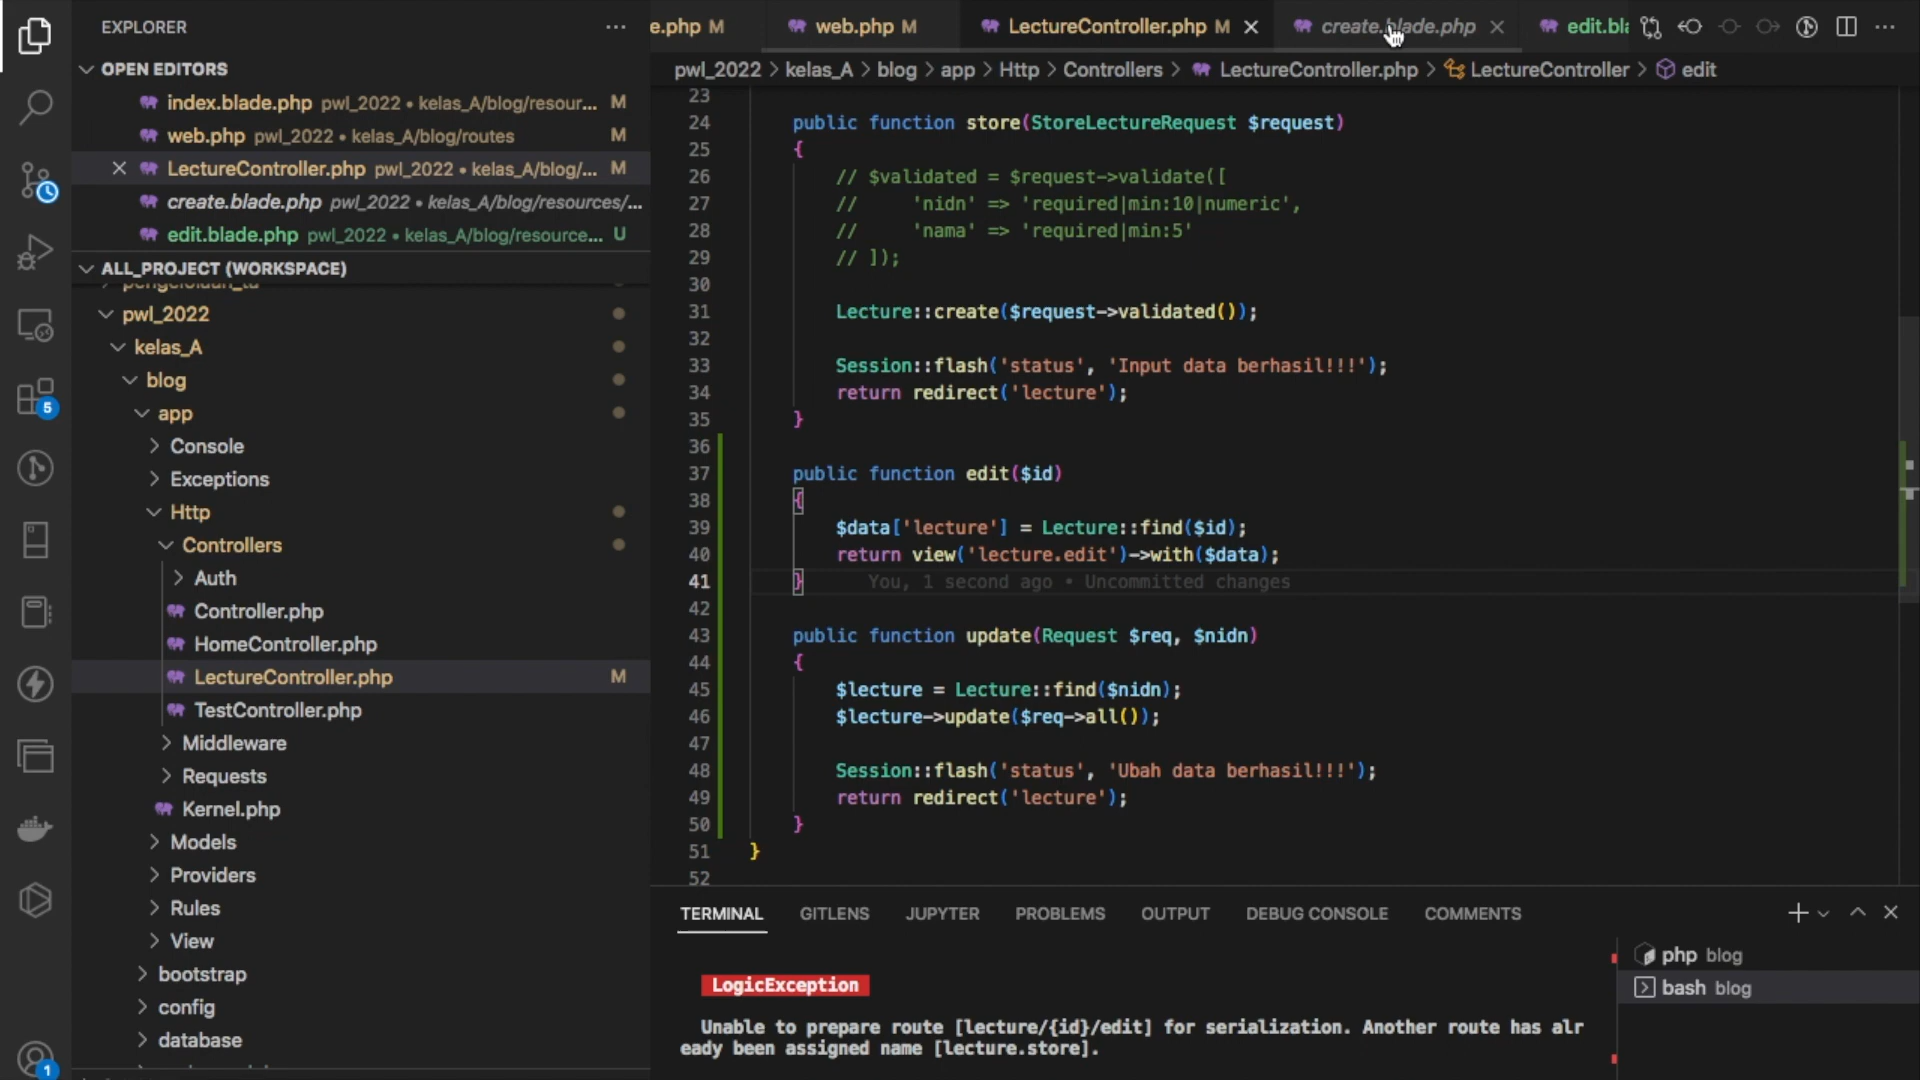 EXPLORER
OPEN EDITORS
index.blade.php pwl_2022 • kelas_A/blog/resour... M
web.php pwl_2022 • kelas_A/blog/routes M
LectureController.php pwl_2022 • kelas_A/blog/... M
create.blade.php pwl_2022 • kelas_A/blog/resources/...
edit.blade.php pwl_2022 • kelas_A/blog/resource... U
ALL_PROJECT (WORKSPACE)
pwl_2022
kelas_A
blog
app
Console
Exceptions
Http
Controllers
Auth
Controller.php
HomeController.php
LectureController.php M
TestController.php
Middleware
Requests
Kernel.php
Models
Providers
Rules
View
bootstrap
config
database
5
1
e.php M
web.php M
LectureController.php M
create.blade.php
edit.bla
pwl_2022 > kelas_A > blog > app > Http > Controllers > LectureController.php > LectureController > edit
23
24 public function store(StoreLectureRequest $request)
25 {
26 // $validated = $request->validate([
27 // 'nidn' => 'required|min:10|numeric',
28 // 'nama' => 'required|min:5'
29 // ]);
30
31 Lecture::create($request->validated());
32
33 Session::flash('status', 'Input data berhasil!!!');
34 return redirect('lecture');
35 }
36
37 public function edit($id)
38 {
39 $data['lecture'] = Lecture::find($id);
40 return view('lecture.edit')->with($data);
41 } You, 1 second ago • Uncommitted changes
42
43 public function update(Request $req, $nidn)
44 {
45 $lecture = Lecture::find($nidn);
46 $lecture->update($req->all());
47
48 Session::flash('status', 'Ubah data berhasil!!!');
49 return redirect('lecture');
50 }
51 }
52
TERMINAL GITLENS JUPYTER PROBLEMS OUTPUT DEBUG CONSOLE COMMENTS
LogicException
Unable to prepare route [lecture/{id}/edit] for serialization. Another route has alr
eady been assigned name [lecture.store].
php blog
bash blog